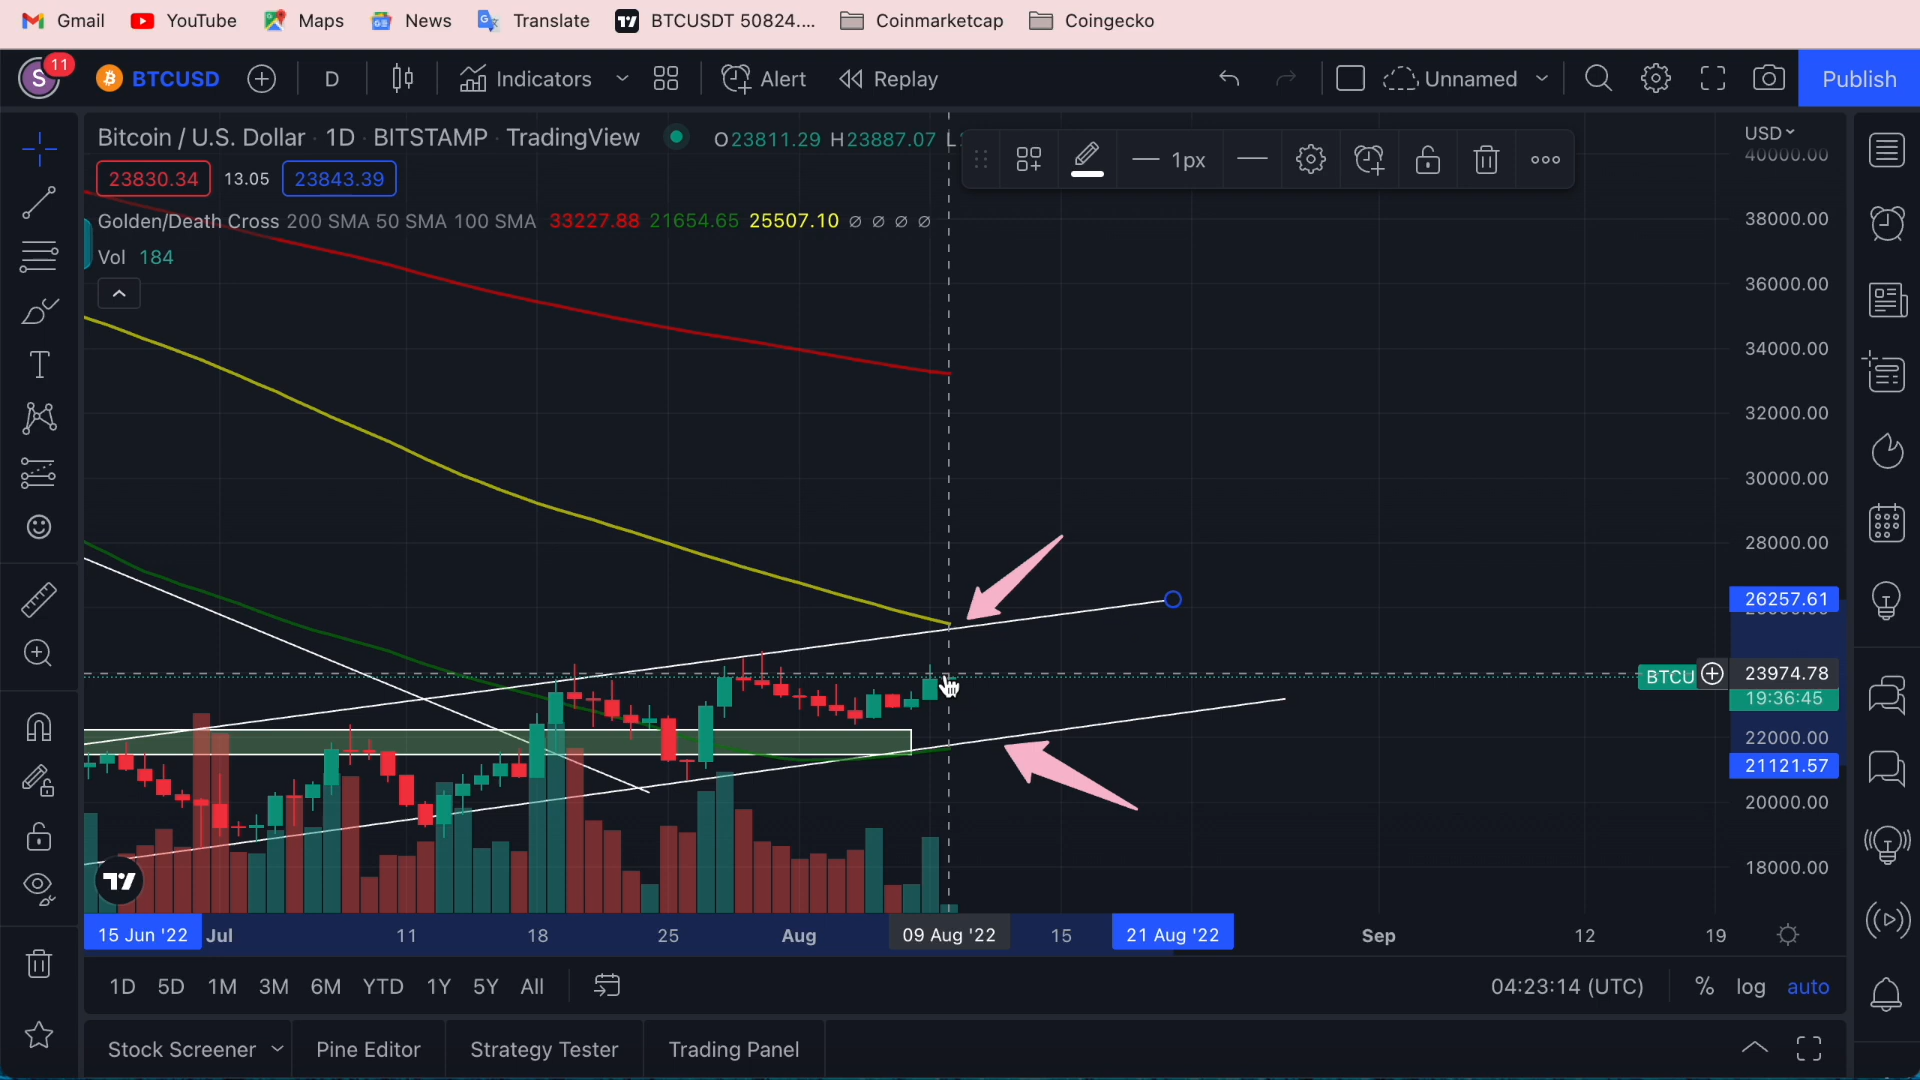 Gmail YouTube Maps News Translate BTCUSDT 50824.... Coinmarketcap Coingecko
S 11 BTCUSD D Indicators Alert Replay Unnamed Publish
Bitcoin / U.S. Dollar · 1D · BITSTAMP · TradingView O23811.29 H23887.07 L
23830.34 13.05 23843.39
Golden/Death Cross 200 SMA 50 SMA 100 SMA 33227.88 21654.65 25507.10 ∅ ∅ ∅ ∅
Vol 184
1px
USD
40000.00
38000.00
36000.00
34000.00
32000.00
30000.00
28000.00
26257.61
BTCU 23974.78
19:36:45
22000.00
21121.57
20000.00
18000.00
15 Jun '22 Jul 11 18 25 Aug 09 Aug '22 15 21 Aug '22 Sep 12 19
1D 5D 1M 3M 6M YTD 1Y 5Y All 04:23:14 (UTC) % log auto
Stock Screener Pine Editor Strategy Tester Trading Panel